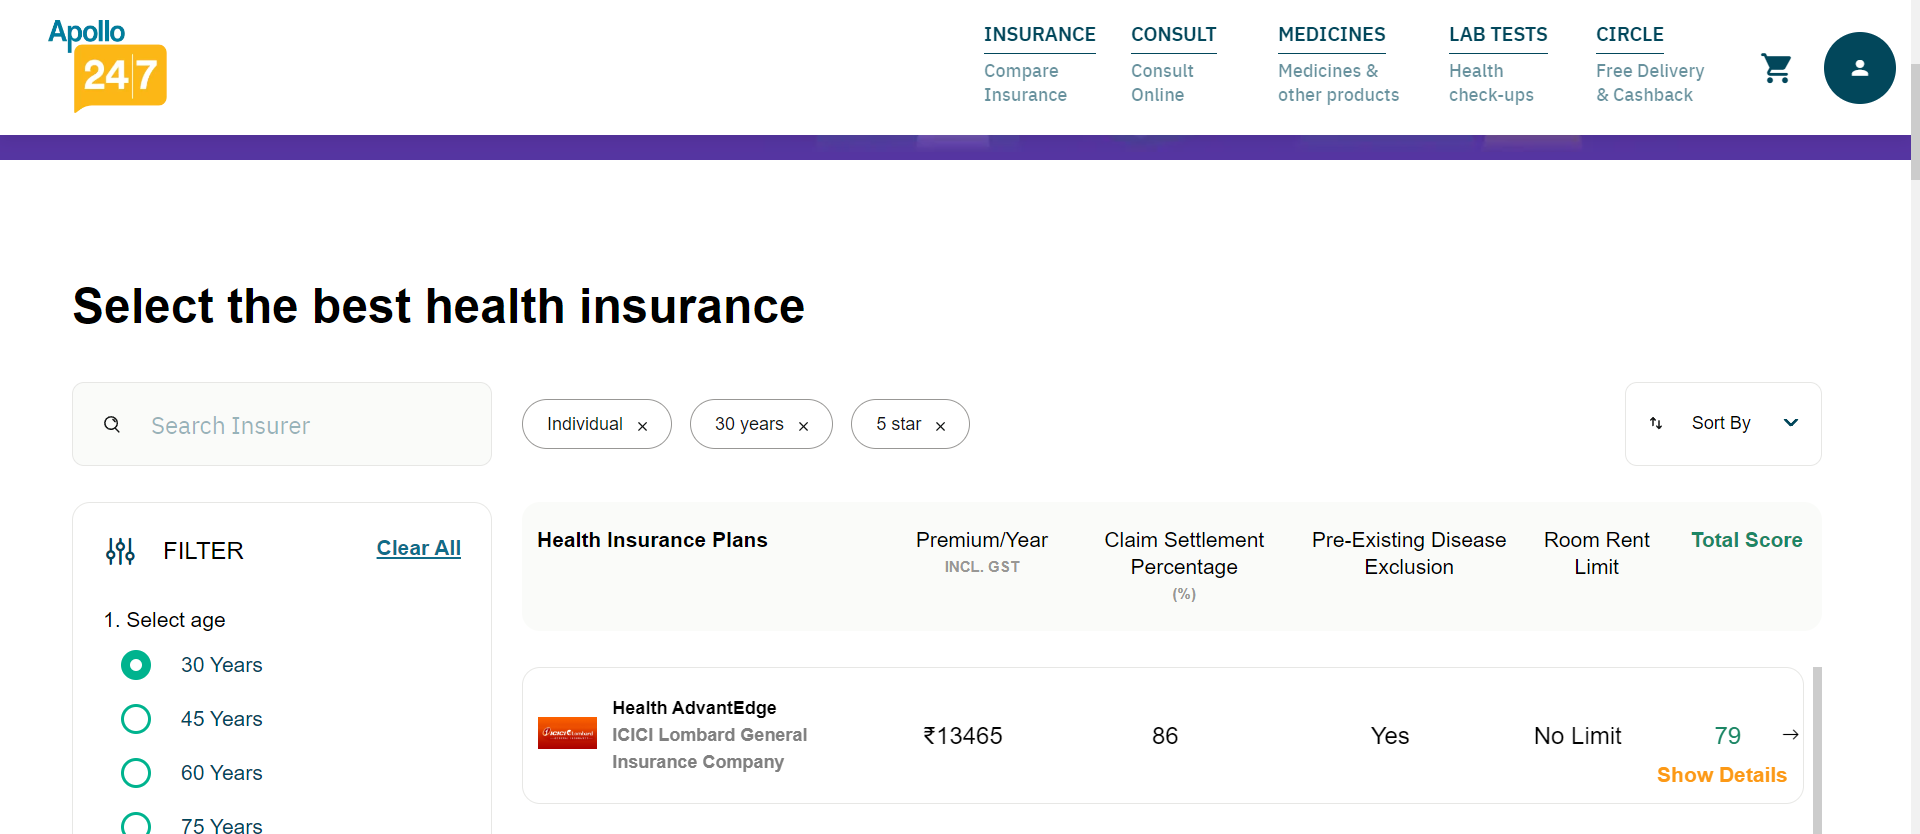 Apollo
24|7
INSURANCE
Compare
Insurance
CONSULT
Consult
Online
MEDICINES
Medicines &
other products
LAB TESTS
Health
check-ups
CIRCLE
Free Delivery
& Cashback
Select the best health insurance
Search Insurer
Individual ×
30 years ×
5 star ×
Sort By
FILTER
Clear All
1. Select age
30 Years
45 Years
60 Years
75 Years
Health Insurance Plans
Premium/Year
INCL. GST
Claim Settlement
Percentage
(%)
Pre-Existing Disease
Exclusion
Room Rent
Limit
Total Score
ICICI Lombard
Health AdvantEdge
ICICI Lombard General
Insurance Company
₹13465
86
Yes
No Limit
79
Show Details